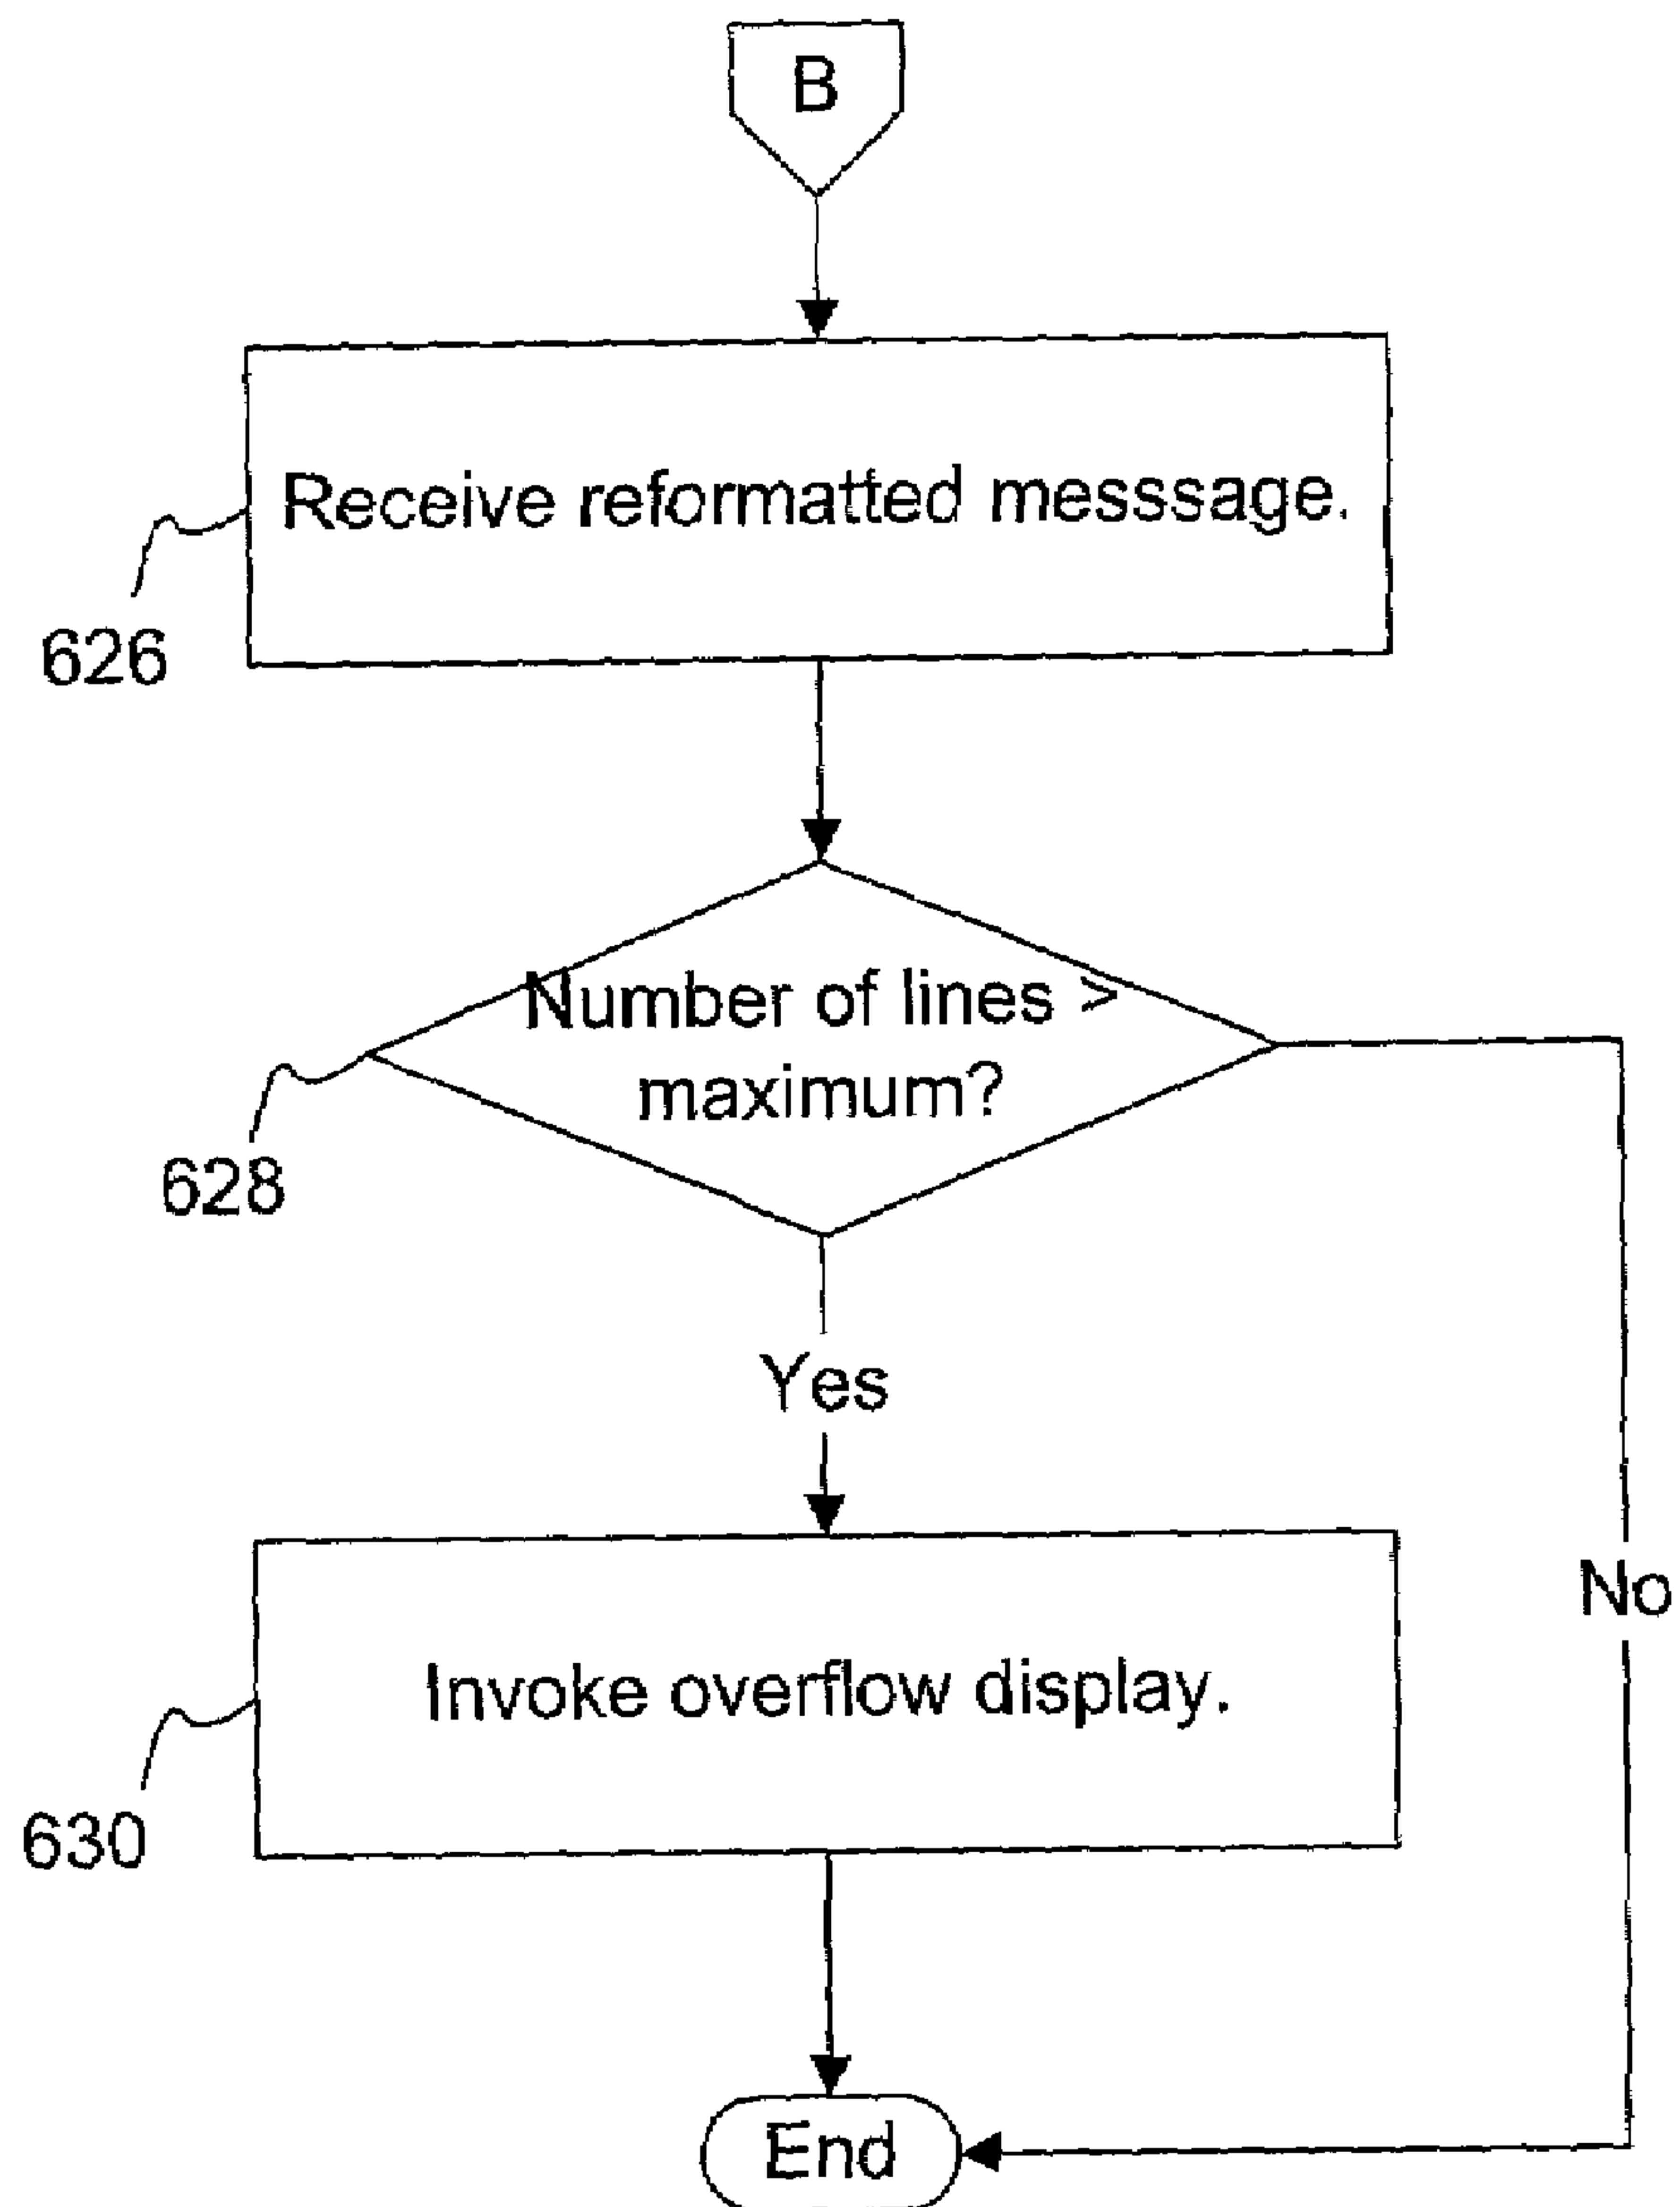 B
Receive reformatted messsage.
626
Number of lines >
maximum?
628
Yes
No
Invoke overflow display.
630
End